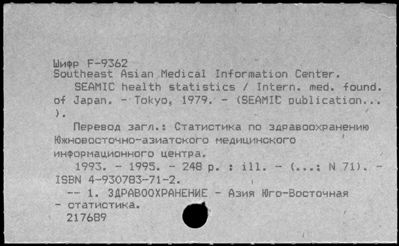 Шифр F-9362
Southeast Asian Medical Information Center.
SEAMIC health statistics / Intern. med. found.
of Japan. - Tokyo, 1979. - (SEAMIC publication...
).
Перевод загл.: Статистика по здравоохранению
Южновосточно-азиатского медицинского
информационного центра.
1993. - 1995. - 248 p. : ill. - (...; N 71). -
ISBN 4-930783-71-2.
-- 1. ЗДРАВООХРАНЕНИЕ - Азия Юго-Восточная
- статистика.
217689